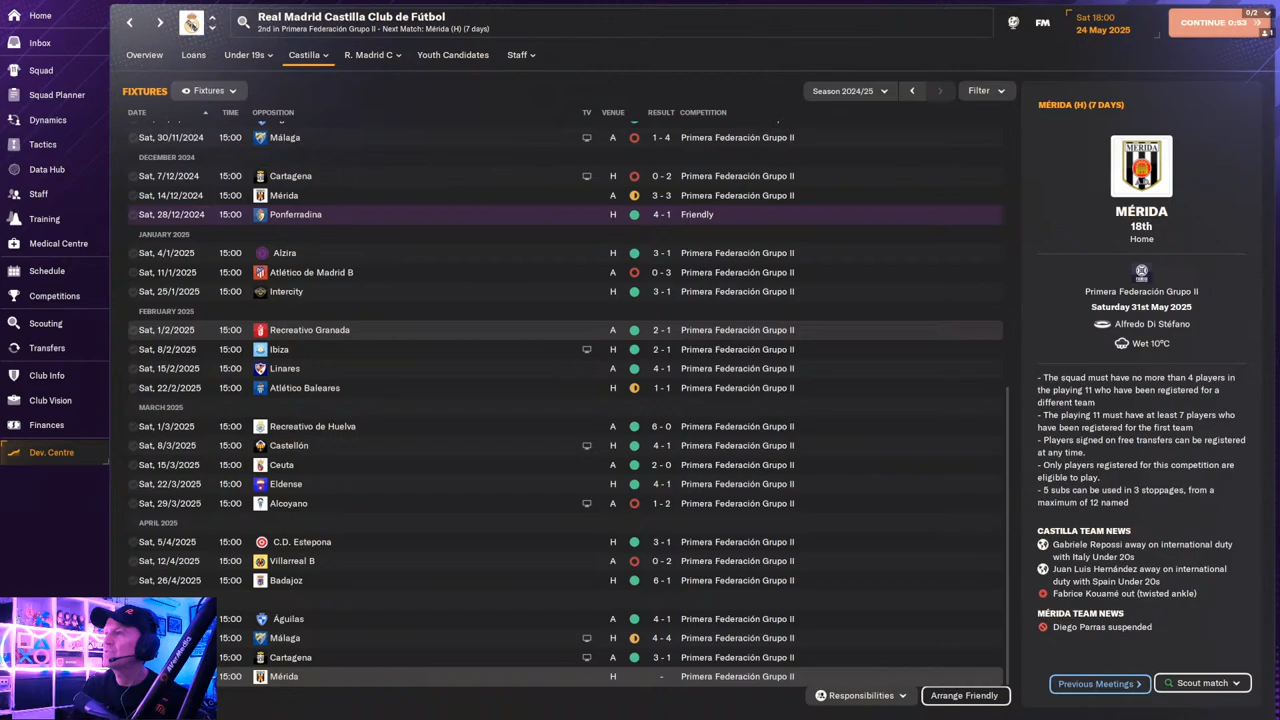 Home
Inbox
Squad
Squad Planner
Dynamics
Tactics
Data Hub
Staff
Training
Medical Centre
Schedule
Competitions
Scouting
Transfers
Club Info
Club Vision
Finances
Dev. Centre
Real Madrid Castilla Club de Fútbol
2nd in Primera Federación Grupo II - Next Match: Mérida (H) (7 days)
FM
Sat 18:00
24 May 2025
CONTINUE 0:53
0/2
1
Overview Loans Under 19s Castilla R. Madrid C Youth Candidates Staff
FIXTURES Fixtures Season 2024/25 Filter
DATE TIME OPPOSITION TV VENUE RESULT COMPETITION
Sat, 30/11/2024 15:00 Málaga A 1 - 4 Primera Federación Grupo II
DECEMBER 2024
Sat, 7/12/2024 15:00 Cartagena H 0 - 2 Primera Federación Grupo II
Sat, 14/12/2024 15:00 Mérida A 3 - 3 Primera Federación Grupo II
Sat, 28/12/2024 15:00 Ponferradina H 4 - 1 Friendly
JANUARY 2025
Sat, 4/1/2025 15:00 Alzira H 3 - 1 Primera Federación Grupo II
Sat, 11/1/2025 15:00 Atlético de Madrid B A 0 - 3 Primera Federación Grupo II
Sat, 25/1/2025 15:00 Intercity H 3 - 1 Primera Federación Grupo II
FEBRUARY 2025
Sat, 1/2/2025 15:00 Recreativo Granada A 2 - 1 Primera Federación Grupo II
Sat, 8/2/2025 15:00 Ibiza H 2 - 1 Primera Federación Grupo II
Sat, 15/2/2025 15:00 Linares A 4 - 1 Primera Federación Grupo II
Sat, 22/2/2025 15:00 Atlético Baleares H 1 - 1 Primera Federación Grupo II
MARCH 2025
Sat, 1/3/2025 15:00 Recreativo de Huelva A 6 - 0 Primera Federación Grupo II
Sat, 8/3/2025 15:00 Castellón H 4 - 1 Primera Federación Grupo II
Sat, 15/3/2025 15:00 Ceuta A 2 - 0 Primera Federación Grupo II
Sat, 22/3/2025 15:00 Eldense H 4 - 1 Primera Federación Grupo II
Sat, 29/3/2025 15:00 Alcoyano A 1 - 2 Primera Federación Grupo II
APRIL 2025
Sat, 5/4/2025 15:00 C.D. Estepona H 3 - 1 Primera Federación Grupo II
Sat, 12/4/2025 15:00 Villarreal B A 0 - 2 Primera Federación Grupo II
Sat, 26/4/2025 15:00 Badajoz H 6 - 1 Primera Federación Grupo II
15:00 Águilas A 4 - 1 Primera Federación Grupo II
15:00 Málaga H 4 - 4 Primera Federación Grupo II
15:00 Cartagena A 3 - 1 Primera Federación Grupo II
15:00 Mérida H - Primera Federación Grupo II
Responsibilities Arrange Friendly
MÉRIDA (H) (7 DAYS)
MERIDA
MÉRIDA
18th
Home
Primera Federación Grupo II
Saturday 31st May 2025
Alfredo Di Stéfano
Wet 10°C
- The squad must have no more than 4 players in
the playing 11 who have been registered for a
different team
- The playing 11 must have at least 7 players who
have been registered for the first team
- Players signed on free transfers can be registered
at any time.
- Only players registered for this competition are
eligible to play.
- 5 subs can be used in 3 stoppages, from a
maximum of 12 named
CASTILLA TEAM NEWS
Gabriele Repossi away on international duty
with Italy Under 20s
Juan Luis Hernández away on international
duty with Spain Under 20s
Fabrice Kouamé out (twisted ankle)
MÉRIDA TEAM NEWS
Diego Parras suspended
Previous Meetings Scout match